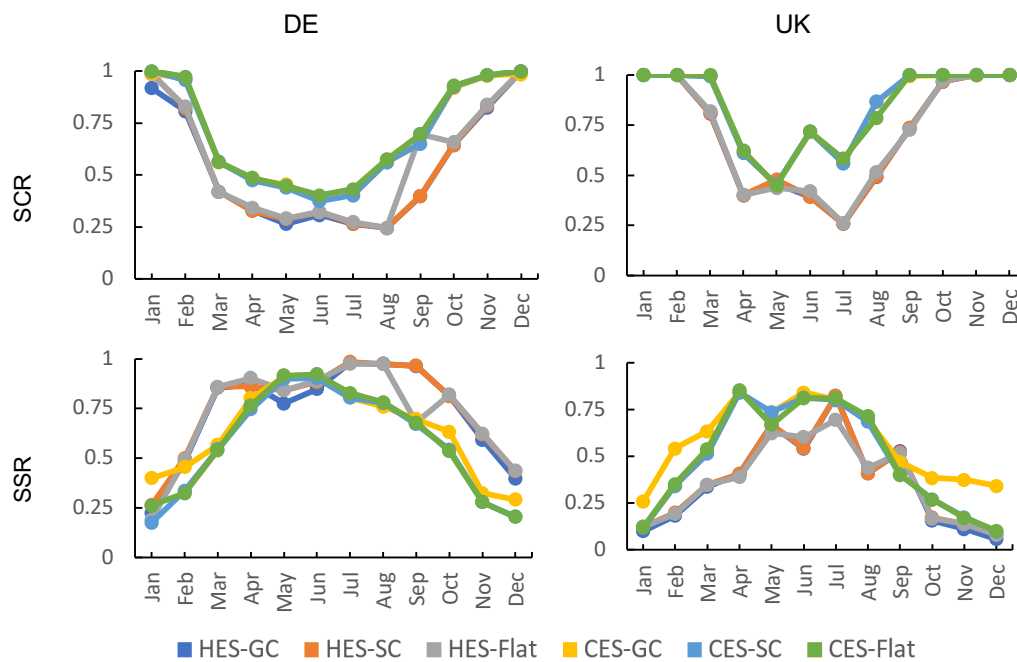 DE UK
SCR
1
0.75
0.5
0.25
0
Jan Feb Mar Apr May Jun Jul Aug Sep Oct Nov Dec
1
0.75
0.5
0.25
0
Jan Feb Mar Apr May Jun Jul Aug Sep Oct Nov Dec
SSR
1
0.75
0.5
0.25
0
Jan Feb Mar Apr May Jun Jul Aug Sep Oct Nov Dec
1
0.75
0.5
0.25
0
Jan Feb Mar Apr May Jun Jul Aug Sep Oct Nov Dec
HES-GC HES-SC HES-Flat CES-GC CES-SC CES-Flat